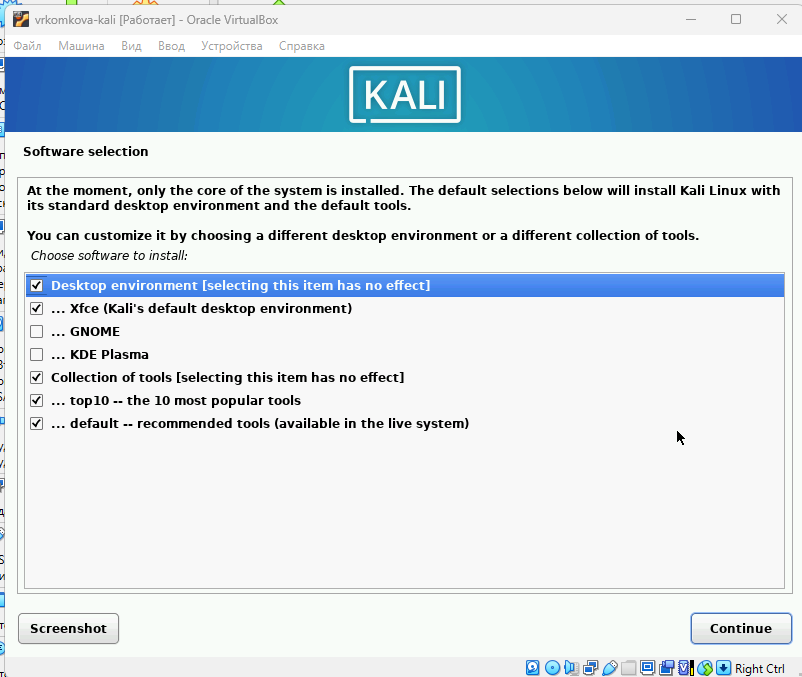 vrkomkova-kali [Работает] - Oracle VirtualBox
Файл Машина Вид Ввод Устройства Справка
KALI
Software selection
At the moment, only the core of the system is installed. The default selections below will install Kali Linux with
its standard desktop environment and the default tools.
You can customize it by choosing a different desktop environment or a different collection of tools.
Choose software to install:
Desktop environment [selecting this item has no effect]
... Xfce (Kali's default desktop environment)
... GNOME
... KDE Plasma
Collection of tools [selecting this item has no effect]
... top10 -- the 10 most popular tools
... default -- recommended tools (available in the live system)
Screenshot
Continue
Right Ctrl